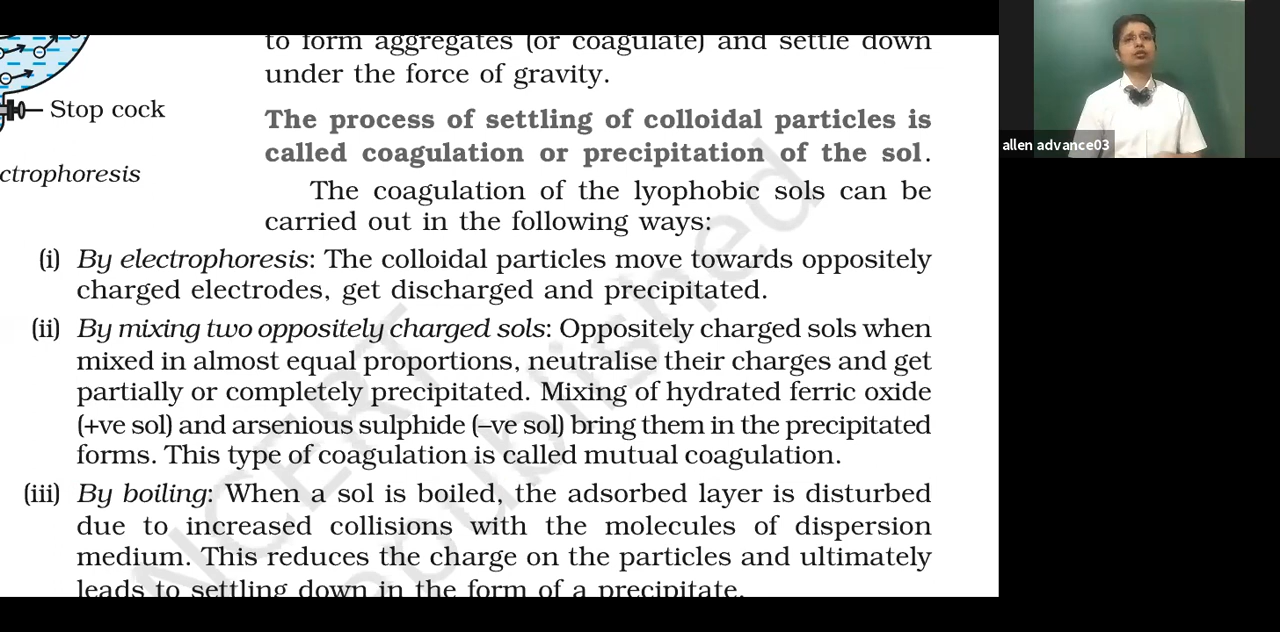 to form aggregates (or coagulate) and settle down
under the force of gravity.
Stop cock
The process of settling of colloidal particles is
called coagulation or precipitation of the sol.
ctrophoresis
The coagulation of the lyophobic sols can be
carried out in the following ways:
(i) By electrophoresis: The colloidal particles move towards oppositely
charged electrodes, get discharged and precipitated.
(ii) By mixing two oppositely charged sols: Oppositely charged sols when
mixed in almost equal proportions, neutralise their charges and get
partially or completely precipitated. Mixing of hydrated ferric oxide
(+ve sol) and arsenious sulphide (–ve sol) bring them in the precipitated
forms. This type of coagulation is called mutual coagulation.
(iii) By boiling: When a sol is boiled, the adsorbed layer is disturbed
due to increased collisions with the molecules of dispersion
medium. This reduces the charge on the particles and ultimately
leads to settling down in the form of a precipitate.
allen advance03
NCERT
republished